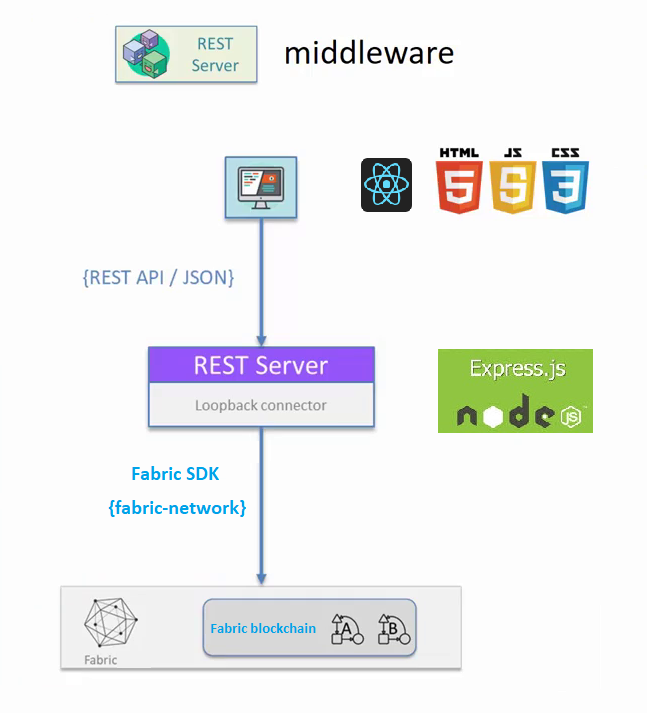 REST
Server
middleware
HTML
JS
CSS
5
S
3
{REST API / JSON}
REST Server
Loopback connector
Express.js
node
JS
™
Fabric SDK
{fabric-network}
Fabric blockchain
A
B
Fabric